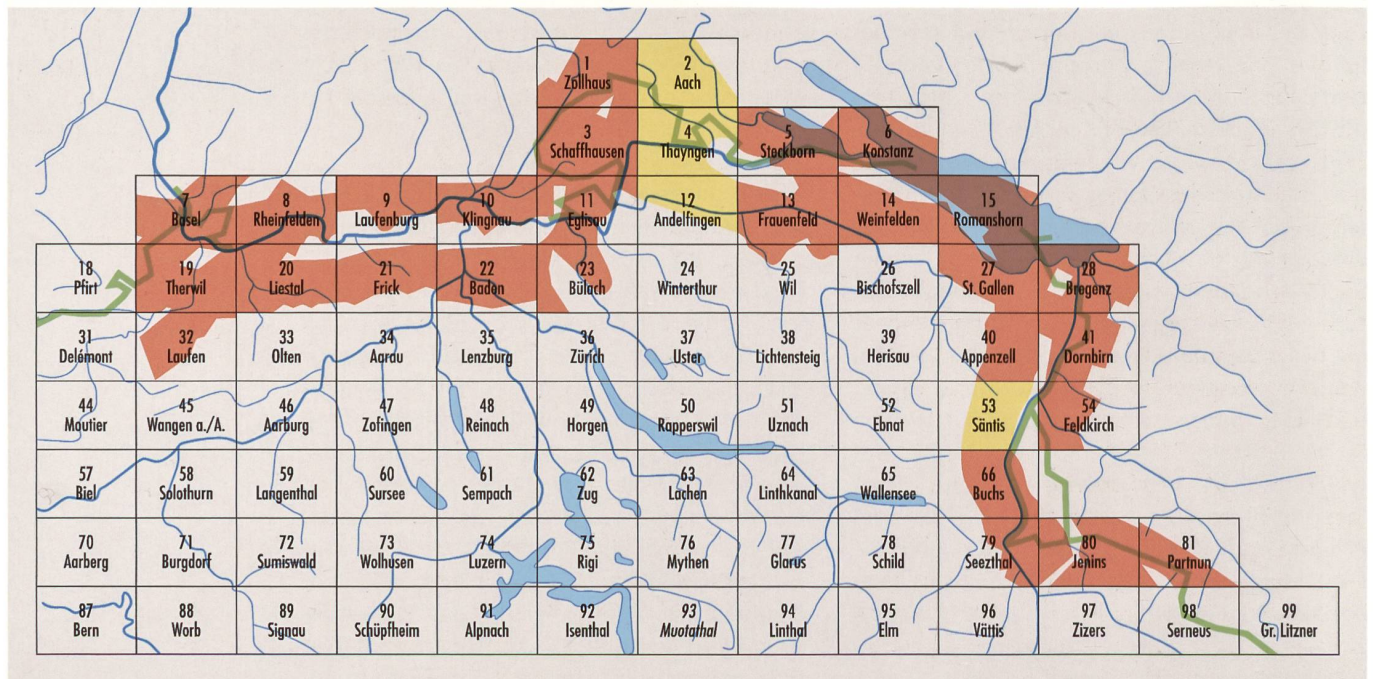 1
Zollhaus
2
Aach
3
Schaffhausen
4
Thayngen
5
Steckborn
6
Konstanz
7
Basel
8
Rheinfelden
9
Laufenburg
10
Klingnau
11
Eglisau
12
Andelfingen
13
Frauenfeld
14
Weinfelden
15
Romanshorn
18
Pfirt
19
Therwil
20
Liestal
21
Frick
22
Baden
23
Bülach
24
Winterthur
25
Wil
26
Bischofszell
27
St. Gallen
28
Bregenz
31
Delémont
32
Laufen
33
Olten
34
Aarau
35
Lenzburg
36
Zürich
37
Uster
38
Lichtensteig
39
Herisau
40
Appenzell
41
Dornbirn
44
Moutier
45
Wangen a./A.
46
Aarburg
47
Zofingen
48
Reinach
49
Horgen
50
Rapperswil
51
Uznach
52
Ebnat
53
Säntis
54
Feldkirch
57
Biel
58
Solothurn
59
Langenthal
60
Sursee
61
Sempach
62
Zug
63
Lachen
64
Linthkanal
65
Wallensee
66
Buchs
70
Aarberg
71
Burgdorf
72
Sumiswald
73
Wolhusen
74
Luzern
75
Rigi
76
Mythen
77
Glarus
78
Schild
79
Seezthal
80
Jenins
81
Partnun
87
Bern
88
Worb
89
Signau
90
Schüpfheim
91
Alpnach
92
Isenthal
93
Muotathal
94
Linthal
95
Elm
96
Vättis
97
Zizers
98
Serneus
99
Gr. Litzner